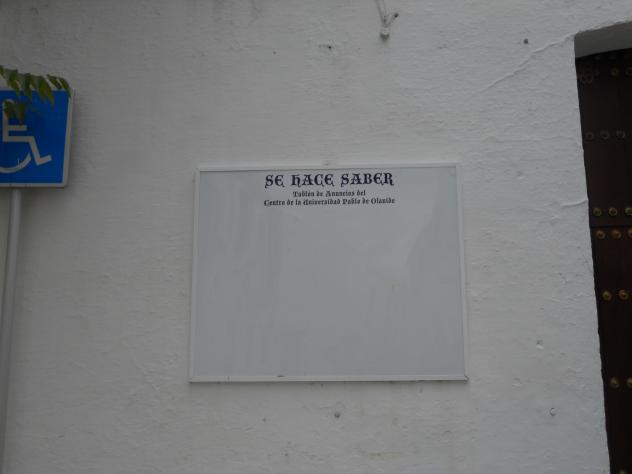 SE HACE SABER
Tablón de Anuncios del
Centro de la Universidad Pablo de Olavide